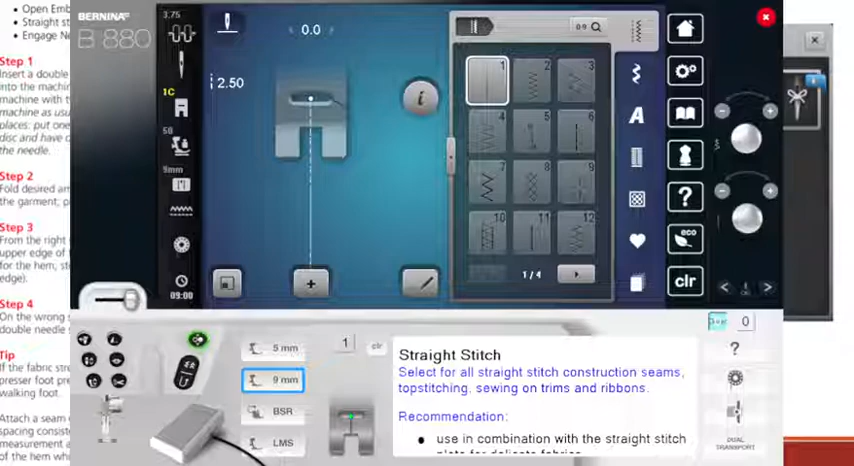 • Open Emb
• Straight s
• Engage Ne
Step 1
Insert a double
into the machin
machine with t
machine as usu
places: put one
disc and have o
the needle.
Step 2
Fold desired am
the garment; p
Step 3
From the right
upper edge of
for the hem, st
edge).
Step 4
On the wrong s
double needle s
Tip
If the fabric stre
presser foot pre
walking foot.
Attach a seam
spacing consist
measurement a
of the hem wh
BERNINA
B 880
3.75
1C
50
9mm
09:00
0.0
2.50
i
09
1
2
3
4
5
6
7
8
9
10
11
12
1/4
A
?
eco
clr
5 mm
9 mm
BSR
LMS
1
clr
Straight Stitch
Select for all straight stitch construction seams,
topstitching, sewing on trims and ribbons.
Recommendation:
• use in combination with the straight stitch
plate for delicate fabrics
0
?
DUAL
TRANSPORT